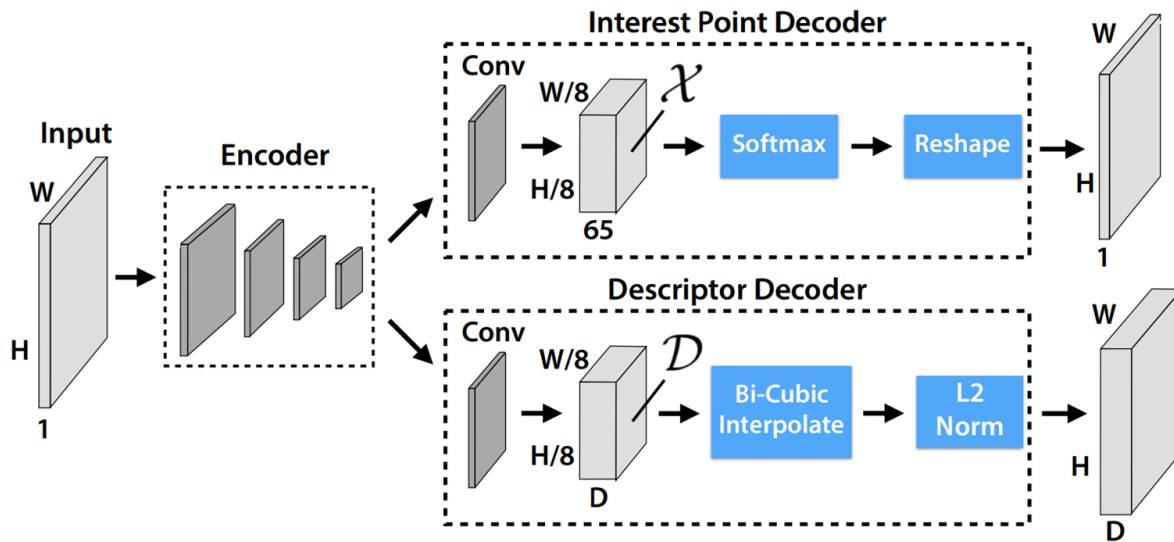 Input
W
H
1
Encoder
Interest Point Decoder
Conv
W/8
H/8
65
𝒳
Softmax
Reshape
W
H
1
Descriptor Decoder
Conv
W/8
H/8
D
𝒟
Bi-Cubic
Interpolate
L2
Norm
W
H
D